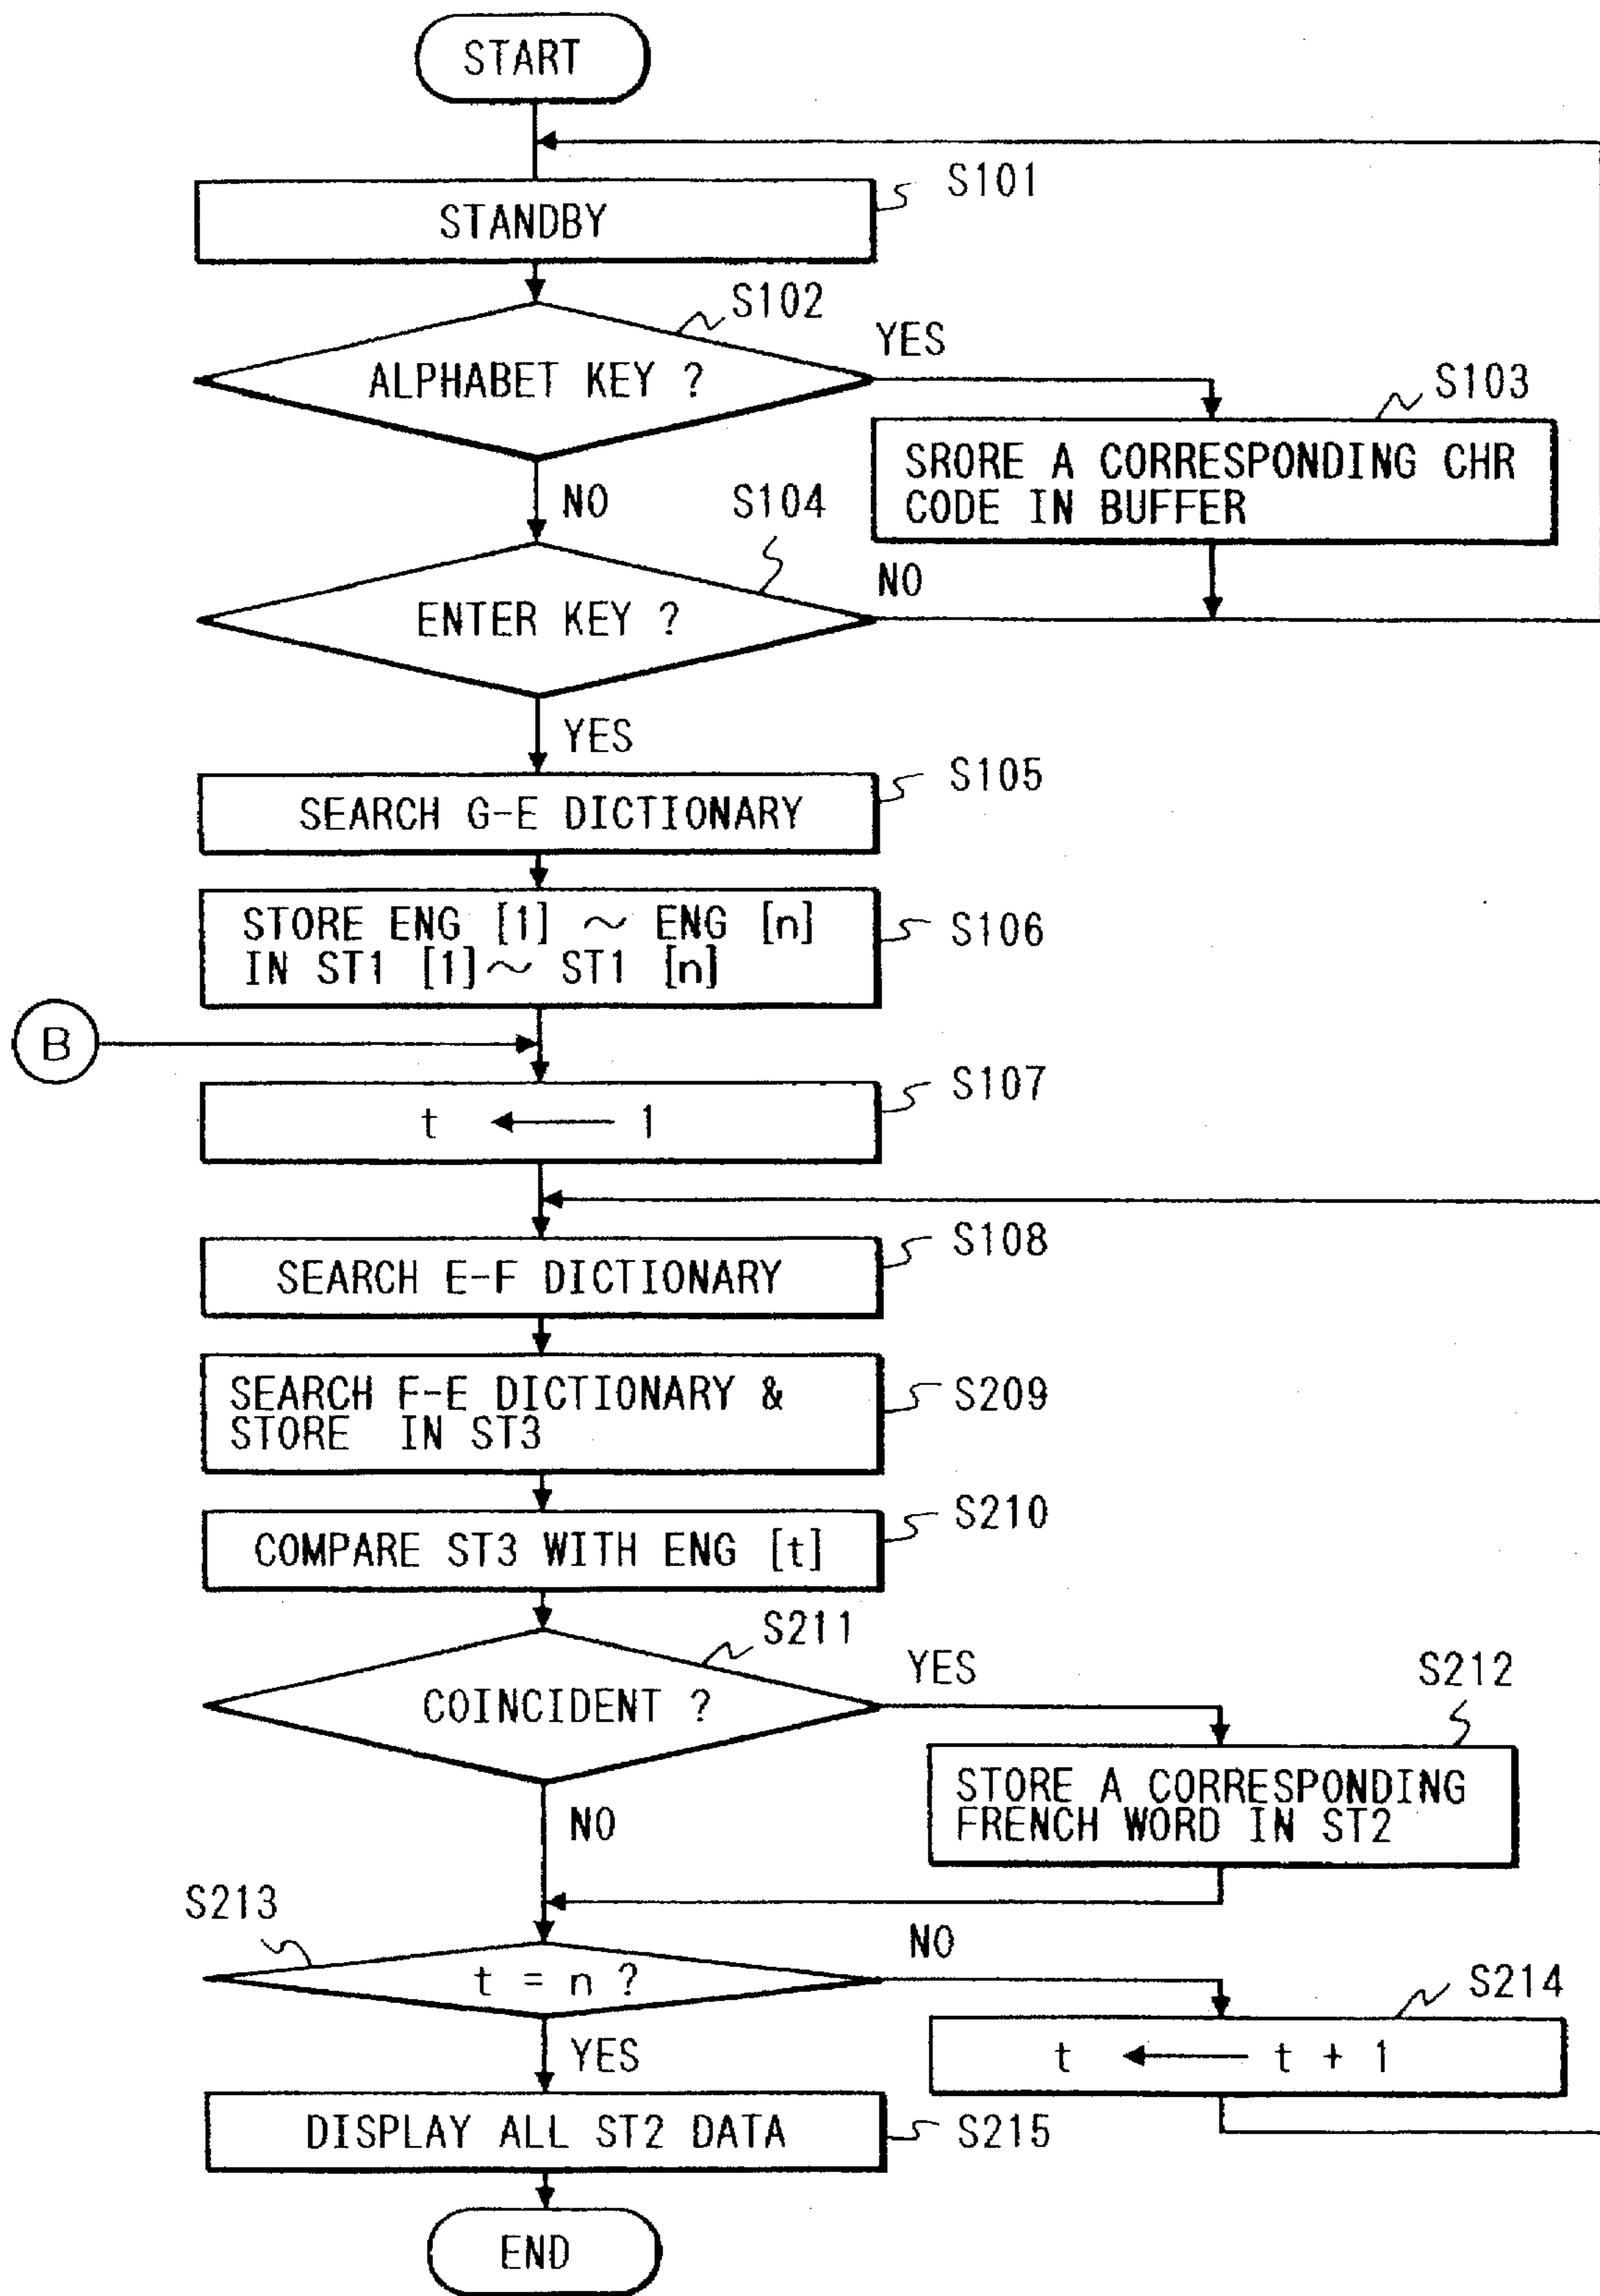 START
S101
STANDBY
S102
YES
ALPHABET KEY ?
S103
SRORE A CORRESPONDING CHR
CODE IN BUFFER
NO
S104
NO
ENTER KEY ?
YES
S105
SEARCH G-E DICTIONARY
STORE ENG [1] ~ ENG [n]
IN ST1 [1]~ ST1 [n]
S106
B
S107
t ← 1
S108
SEARCH E-F DICTIONARY
SEARCH F-E DICTIONARY &
STORE IN ST3
S209
S210
COMPARE ST3 WITH ENG [t]
S211
YES
COINCIDENT ?
S212
STORE A CORRESPONDING
FRENCH WORD IN ST2
NO
S213
NO
t = n ?
S214
t ← t + 1
YES
DISPLAY ALL ST2 DATA
S215
END